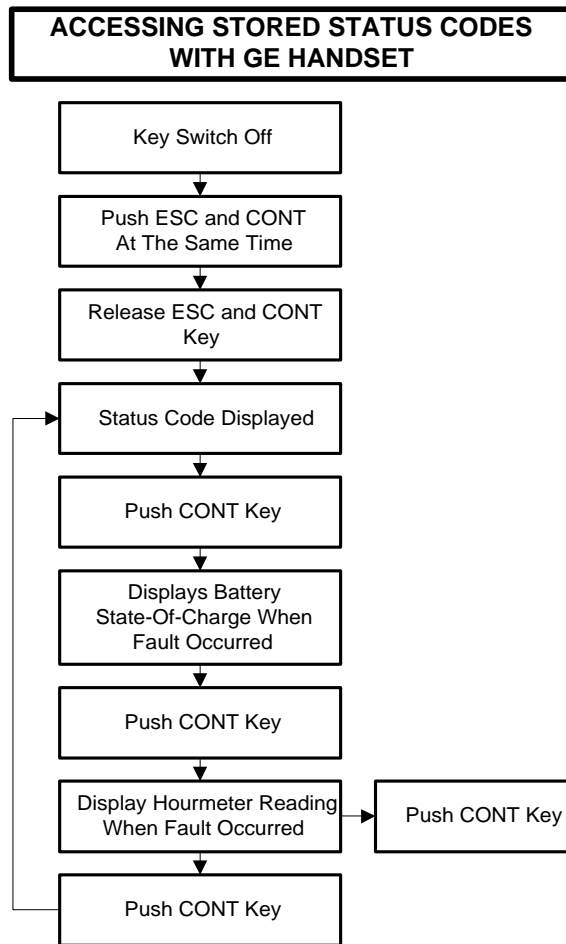 ACCESSING STORED STATUS CODES
WITH GE HANDSET
Key Switch Off
Push ESC and CONT
At The Same Time
Release ESC and CONT
Key
Status Code Displayed
Push CONT Key
Displays Battery
State-Of-Charge When
Fault Occurred
Push CONT Key
Display Hourmeter Reading
When Fault Occurred
Push CONT Key
Push CONT Key